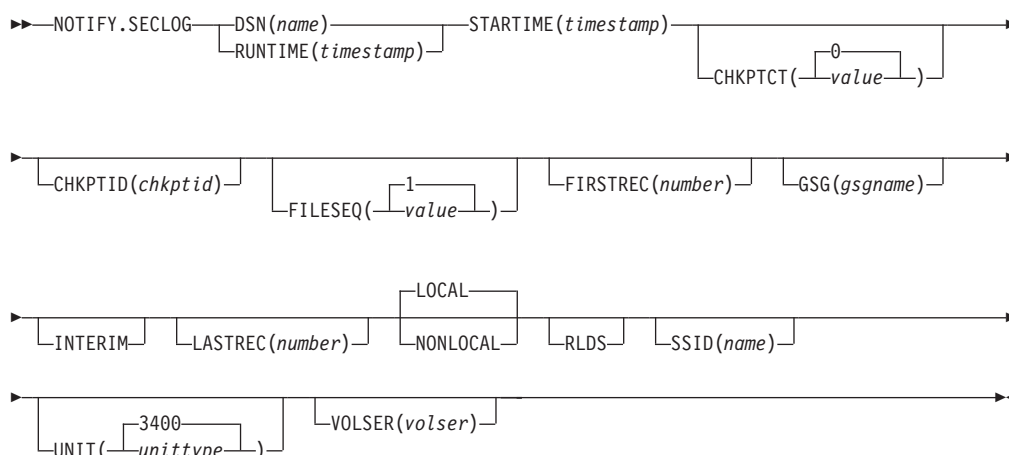 NOTIFY.SECLOG DSN(name) STARTIME(timestamp)
RUNTIME(timestamp)
0
CHKPTCT( value )
CHKPTID(chkptid) FIRSTREC(number) GSG(gsgname)
1
FILESEQ( value )
LOCAL
INTERIM LASTREC(number) NONLOCAL RLDS SSID(name)
3400
VOLSER(volser)
UNIT( unittype )